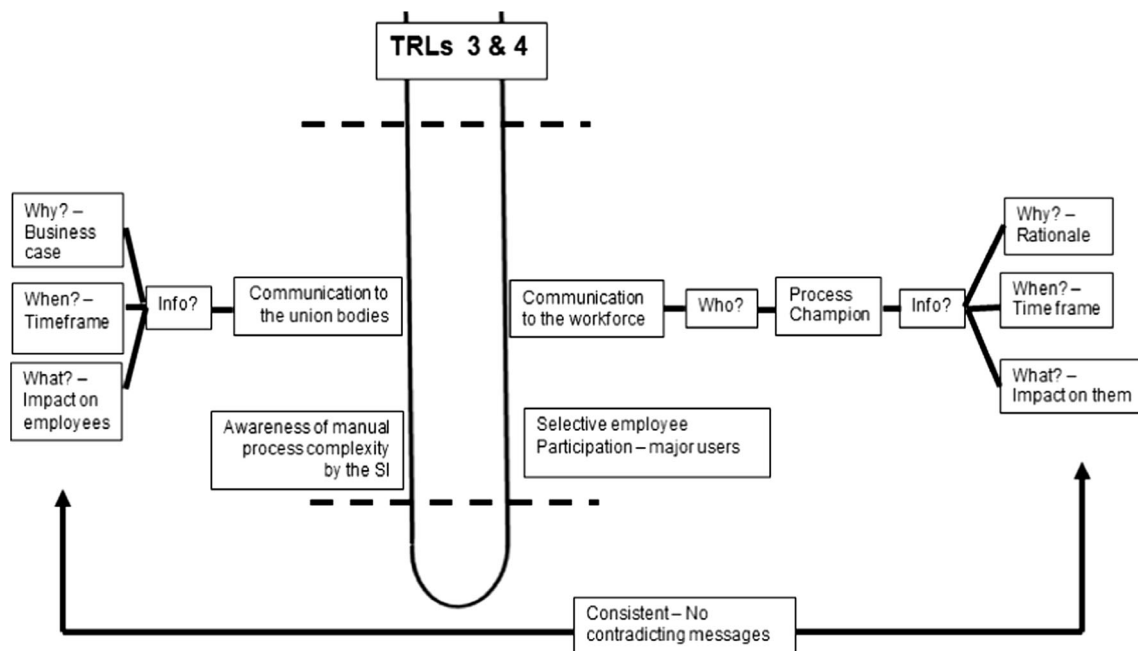 TRLs 3 & 4
Why? –
Business
case
When? –
Timeframe
What? –
Impact on
employees
Info?
Communication to
the union bodies
Awareness of manual
process complexity
by the SI
Communication
to the workforce
Who?
Process
Champion
Info?
Why? –
Rationale
When? –
Time frame
What? –
Impact on them
Selective employee
Participation – major users
Consistent – No
contradicting messages